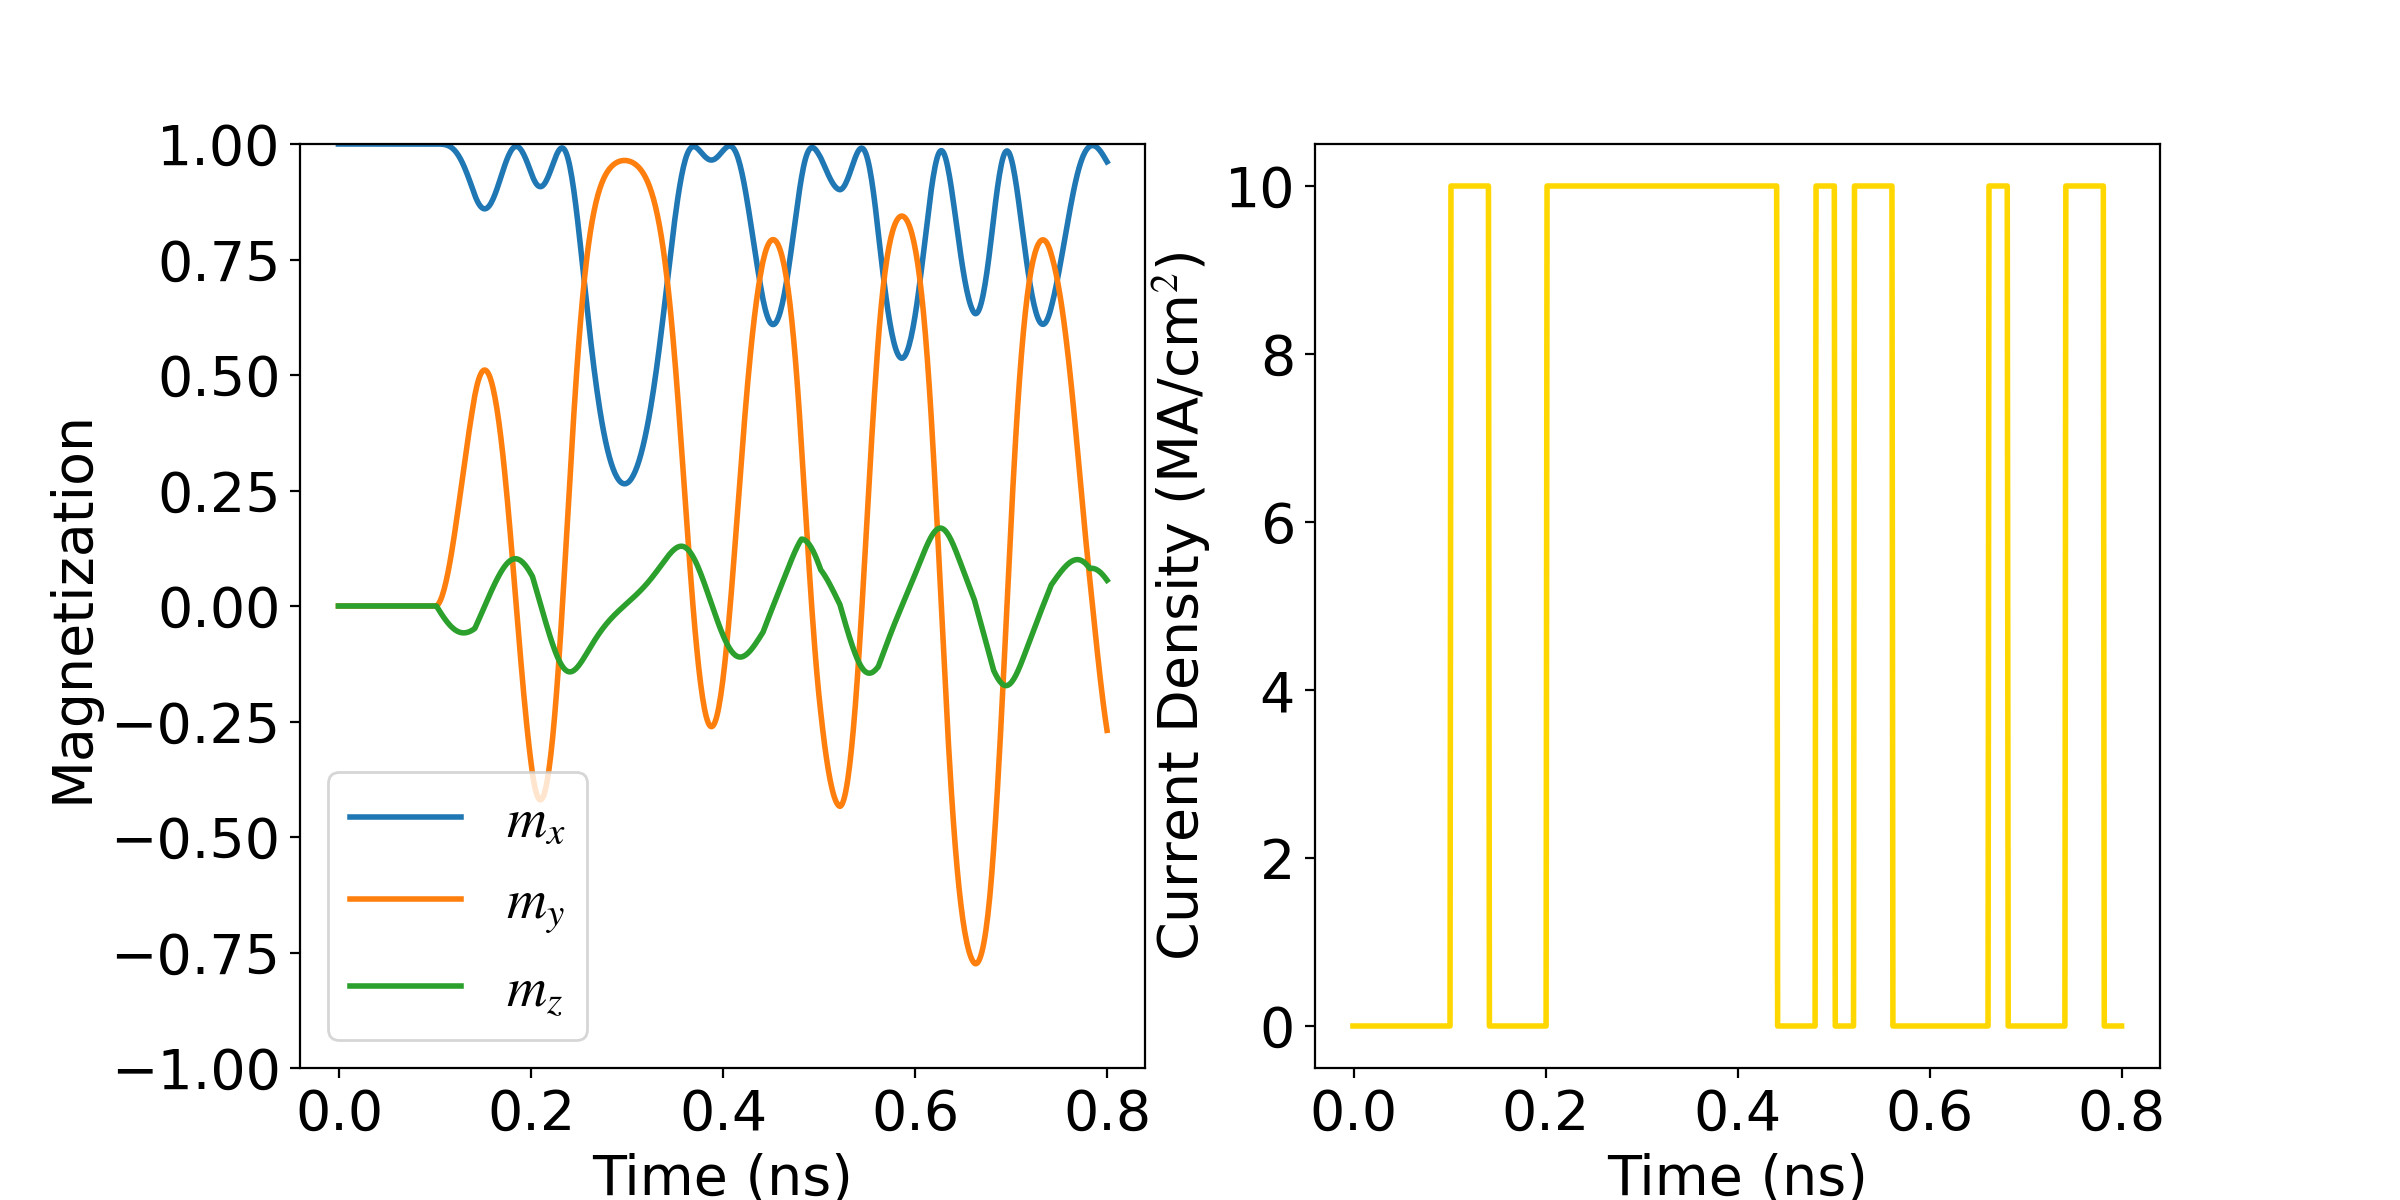 Magnetization
1.00
0.75
0.50
0.25
0.00
−0.25
−0.50
−0.75
−1.00
m_x
m_y
m_z
0.0 0.2 0.4 0.6 0.8
Time (ns)
Current Density (MA/cm²)
10
8
6
4
2
0
0.0 0.2 0.4 0.6 0.8
Time (ns)